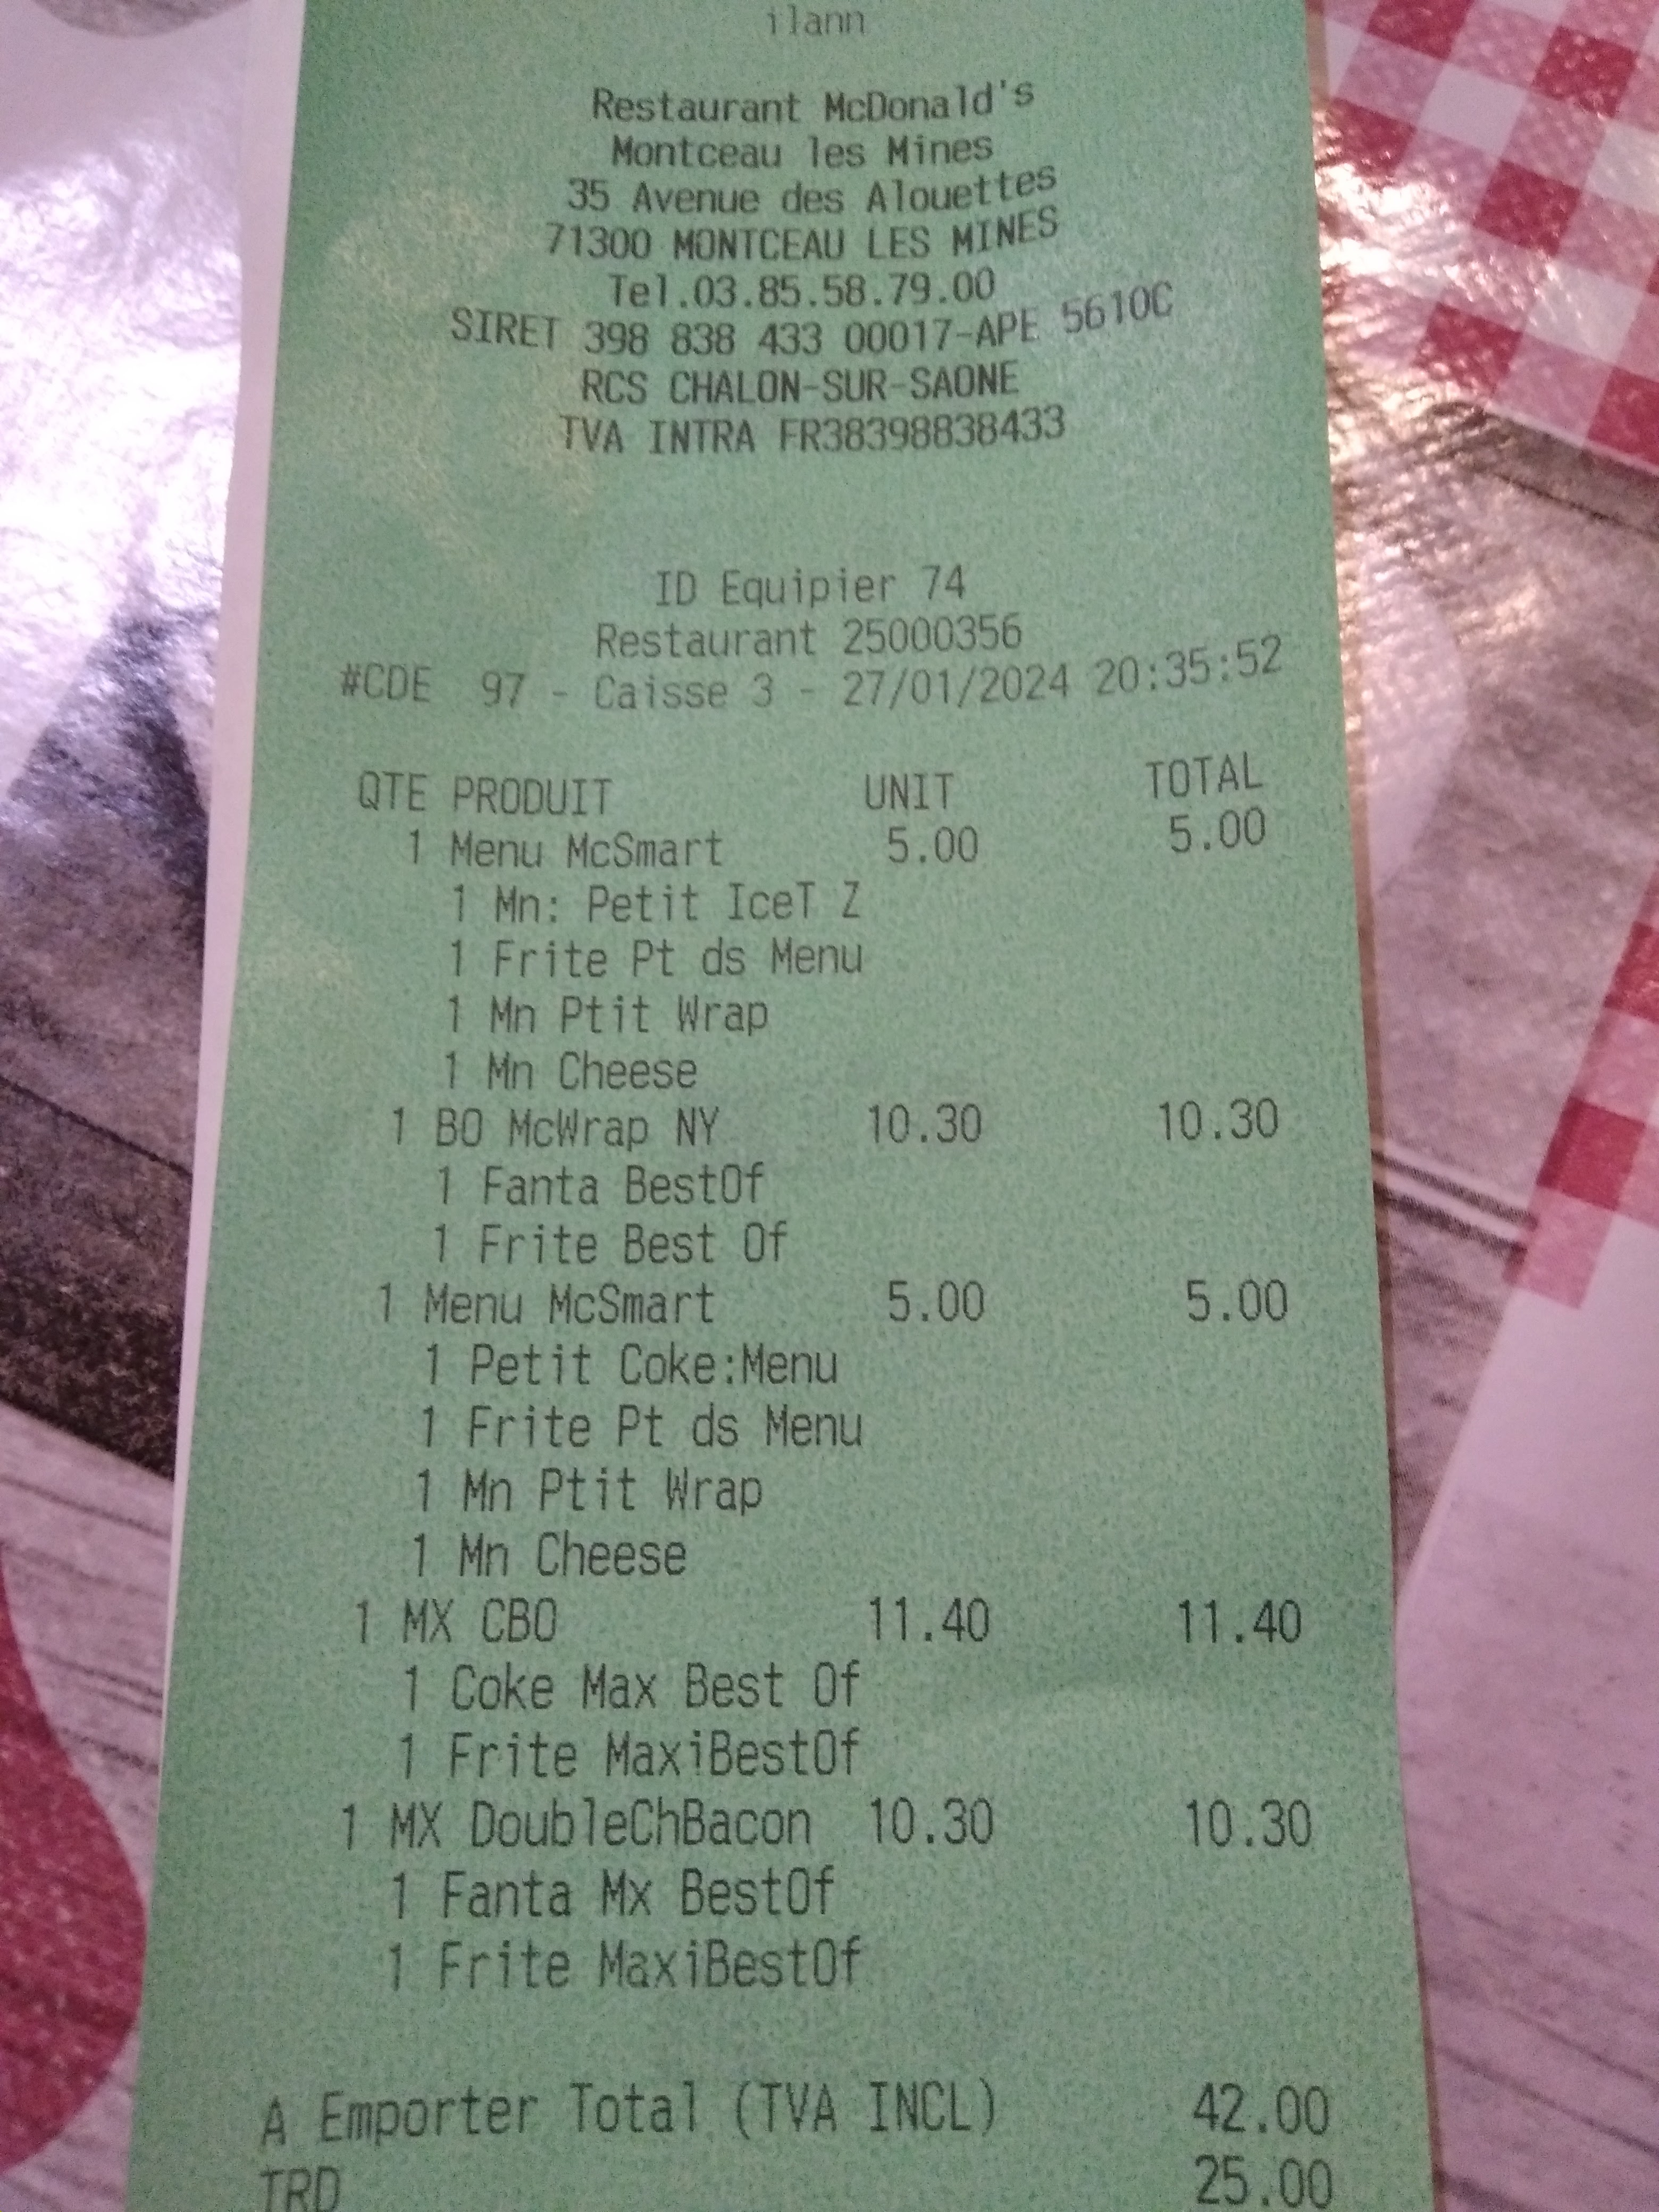 ilann
Restaurant McDonald's
Montceau les Mines
35 Avenue des Alouettes
71300 MONTCEAU LES MINES
Tel.03.85.58.79.00
SIRET 398 838 433 00017-APE 5610C
RCS CHALON-SUR-SAONE
TVA INTRA FR38398838433
ID Equipier 74
Restaurant 25000356
#CDE 97 - Caisse 3 - 27/01/2024 20:35:52
QTE PRODUIT UNIT TOTAL
1 Menu McSmart 5.00 5.00
1 Mn: Petit IceT Z
1 Frite Pt ds Menu
1 Mn Ptit Wrap
1 Mn Cheese
1 BO McWrap NY 10.30 10.30
1 Fanta BestOf
1 Frite Best Of
1 Menu McSmart 5.00 5.00
1 Petit Coke:Menu
1 Frite Pt ds Menu
1 Mn Ptit Wrap
1 Mn Cheese
1 MX CBO 11.40 11.40
1 Coke Max Best Of
1 Frite MaxiBestOf
1 MX DoubleChBacon 10.30 10.30
1 Fanta Mx BestOf
1 Frite MaxiBestOf
A Emporter Total (TVA INCL) 42.00
TRD 25.00